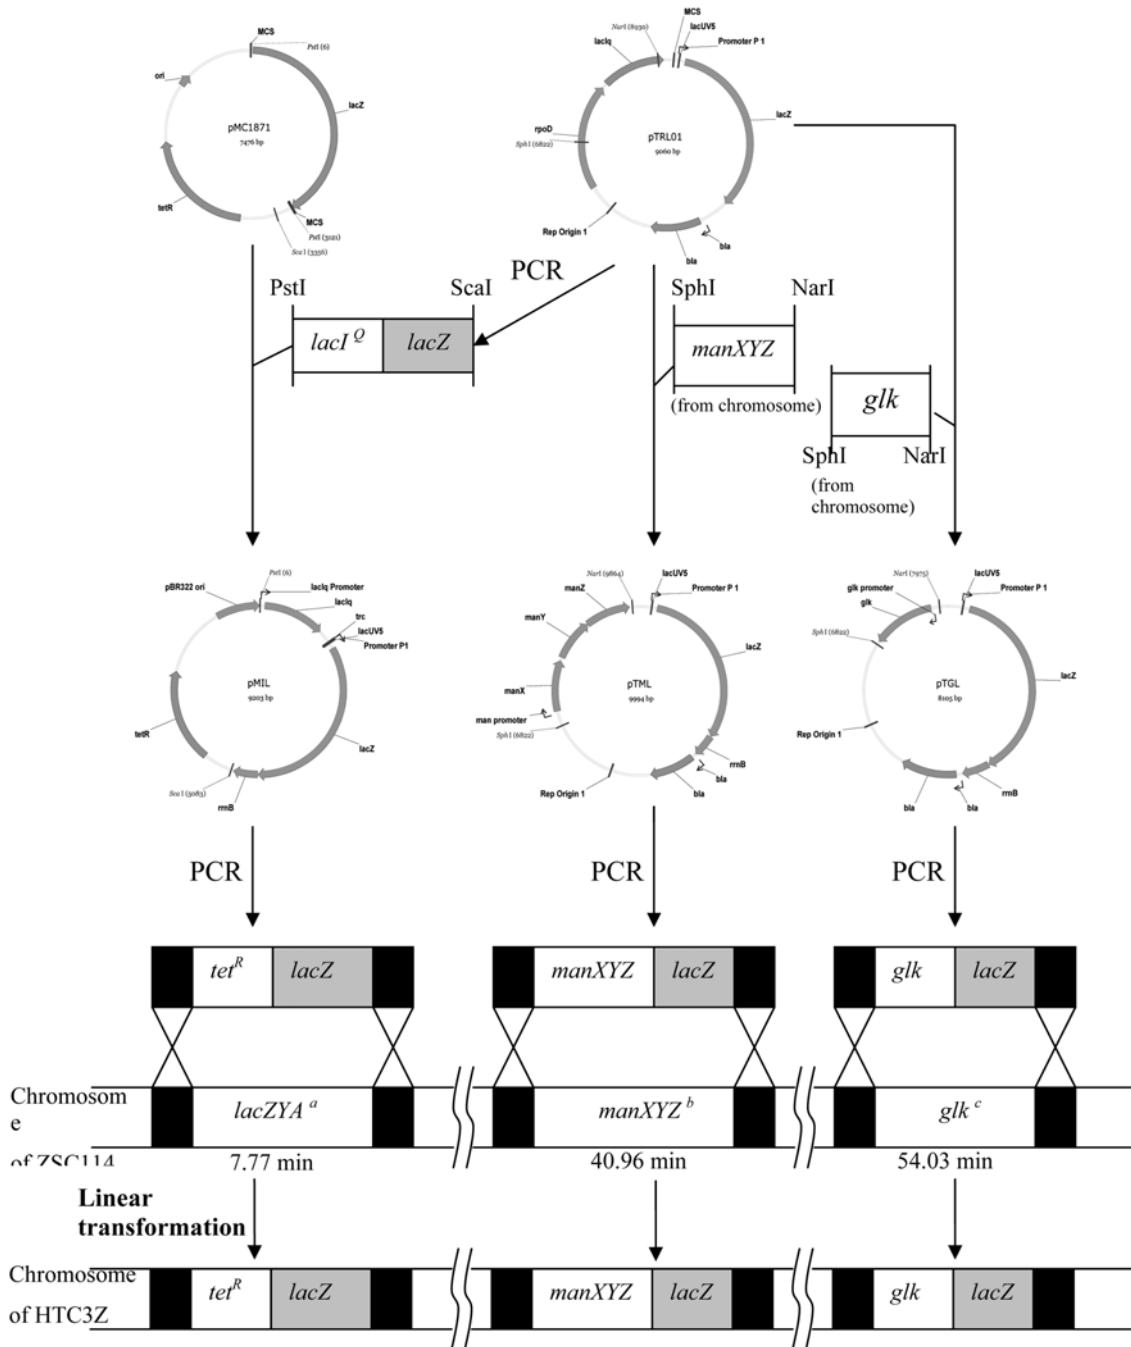 MCS
PstI (6)
ori
lacZ
pMC1871
7476 bp
tetR
MCS
PstI (3121)
ScaI (3356)
MCS
NarI (8930)
lacUV5
lacIq
Promoter P 1
lacZ
rpoD
pTRL01
SphI (6822)
9060 bp
Rep Origin 1
bla
bla
PCR
PstI
ScaI
lacI Q
lacZ
SphI
NarI
manXYZ
(from chromosome)
glk
SphI
NarI
(from
chromosome)
pBR322 ori
PstI (6)
lacIq Promoter
lacIq
trc
lacUV5
Promoter P1
pMIL
9203 bp
tetR
lacZ
ScaI (5083)
rrnB
NarI (9864)
lacUV5
manZ
Promoter P 1
manY
lacZ
pTML
9994 bp
manX
man promoter
SphI (6822)
rrnB
Rep Origin 1
bla
bla
NarI (7975)
lacUV5
glk promoter
Promoter P 1
glk
SphI (6822)
lacZ
pTGL
8105 bp
Rep Origin 1
rrnB
bla
bla
PCR
PCR
PCR
tet R
lacZ
manXYZ
lacZ
glk
lacZ
Chromosom
e
of ZSC114
lacZYA a
manXYZ b
glk c
7.77 min
40.96 min
54.03 min
Linear
transformation
Chromosome
of HTC3Z
tet R
lacZ
manXYZ
lacZ
glk
lacZ